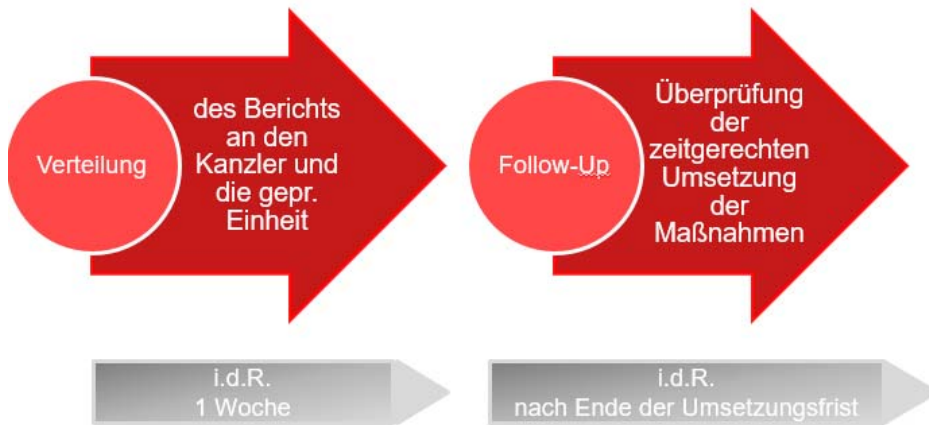 Verteilung
des Berichts
an den
Kanzler und
die gepr.
Einheit
Follow-Up
Überprüfung
der
zeitgerechten
Umsetzung
der
Maßnahmen
i.d.R.
1 Woche
i.d.R.
nach Ende der Umsetzungsfrist